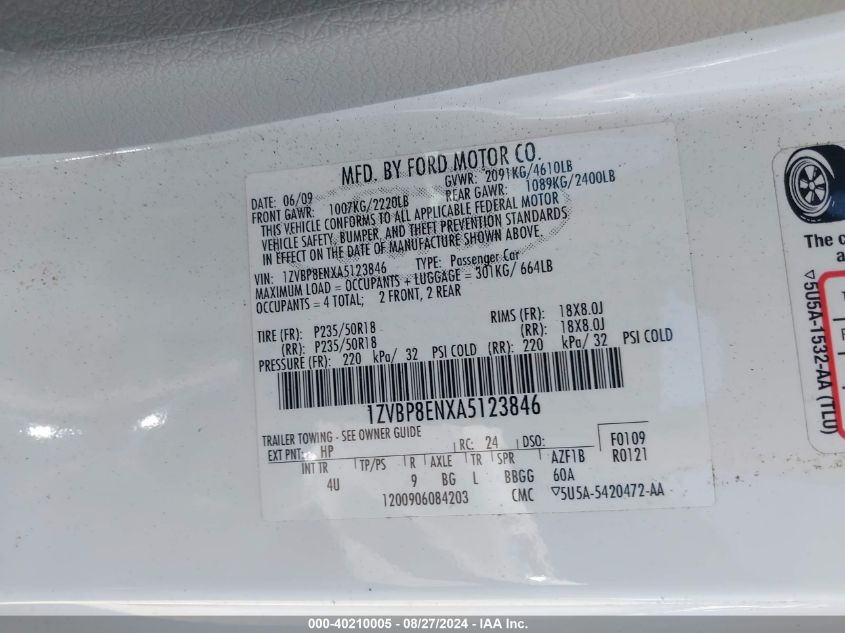 MFD. BY FORD MOTOR CO.
DATE: 06/09 GVWR: 2091KG/4610LB
FRONT GAWR: 1007KG/2220LB REAR GAWR: 1089KG/2400LB
THIS VEHICLE CONFORMS TO ALL APPLICABLE FEDERAL MOTOR
VEHICLE SAFETY, BUMPER, AND THEFT PREVENTION STANDARDS
IN EFFECT ON THE DATE OF MANUFACTURE SHOWN ABOVE.
VIN: 1ZVBP8ENXA5123846 TYPE: Passenger Car
MAXIMUM LOAD = OCCUPANTS + LUGGAGE = 301KG/ 664LB
OCCUPANTS = 4 TOTAL; 2 FRONT, 2 REAR
TIRE (FR): P235/50R18 RIMS (FR): 18X8.0J
(RR): P235/50R18 (RR): 18X8.0J
PRESSURE (FR): 220 kPa/ 32 PSI COLD (RR): 220 kPa/ 32 PSI COLD
1ZVBP8ENXA5123846
TRAILER TOWING - SEE OWNER GUIDE
EXT PNT: HP RC: 24 DSO: F0109
INT TR TP/PS R AXLE TR SPR AZF1B R0121
4U 9 BG L BBGG 60A
1200906084203 CMC ▽5U5A-5420472-AA
The c
a
▽5U5A-1532-AA (TLU)
000-40210005 - 08/27/2024 - IAA Inc.